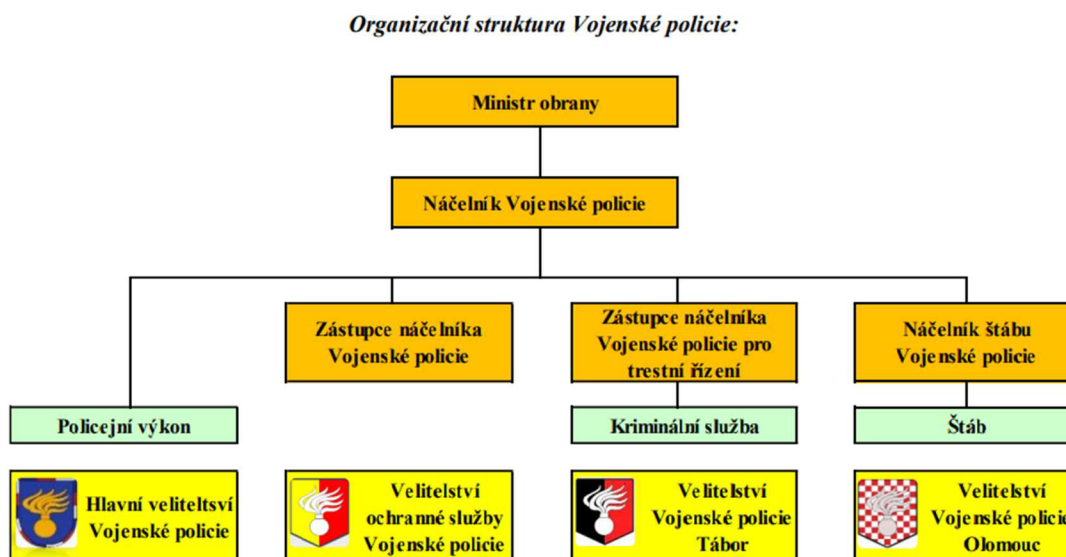 Organizační struktura Vojenské policie:
Ministr obrany
Náčelník Vojenské policie
Zástupce náčelníka
Vojenské policie
Zástupce náčelníka
Vojenské policie pro
trestní řízení
Náčelník štábu
Vojenské policie
Policejní výkon
Kriminální služba
Štáb
Hlavní veliteltsví
Vojenské policie
Velitelství
ochranné služby
Vojenské policie
Velitelství
Vojenské policie
Tábor
Velitelství
Vojenské policie
Olomouc